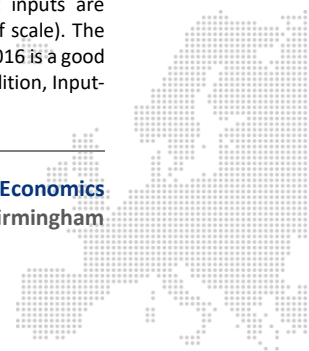 inputs are
f scale). The
016 is a good
dition, Input-
Economics
irmingham